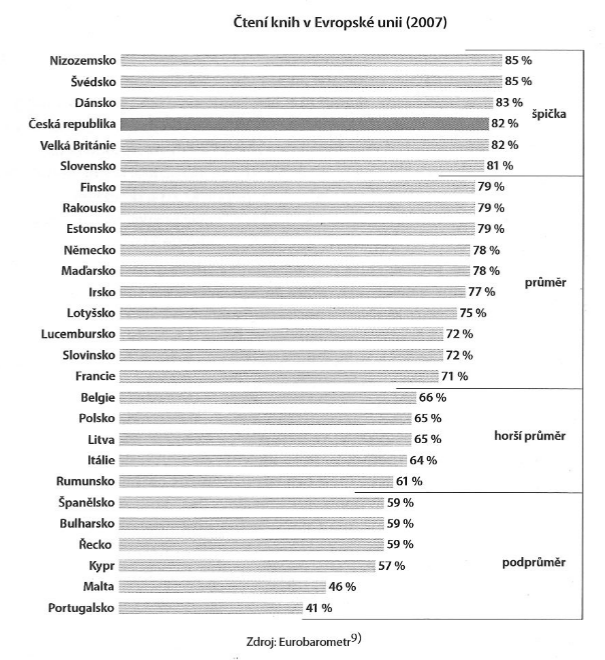 Čtení knih v Evropské unii (2007)
Nizozemsko 85 %
Švédsko 85 %
Dánsko 83 %
špička
Česká republika 82 %
Velká Británie 82 %
Slovensko 81 %
Finsko 79 %
Rakousko 79 %
Estonsko 79 %
Německo 78 %
Maďarsko 78 %
průměr
Irsko 77 %
Lotyšsko 75 %
Lucembursko 72 %
Slovinsko 72 %
Francie 71 %
Belgie 66 %
Polsko 65 %
horší průměr
Litva 65 %
Itálie 64 %
Rumunsko 61 %
Španělsko 59 %
Bulharsko 59 %
Řecko 59 %
podprůměr
Kypr 57 %
Malta 46 %
Portugalsko 41 %
Zdroj: Eurobarometr9)